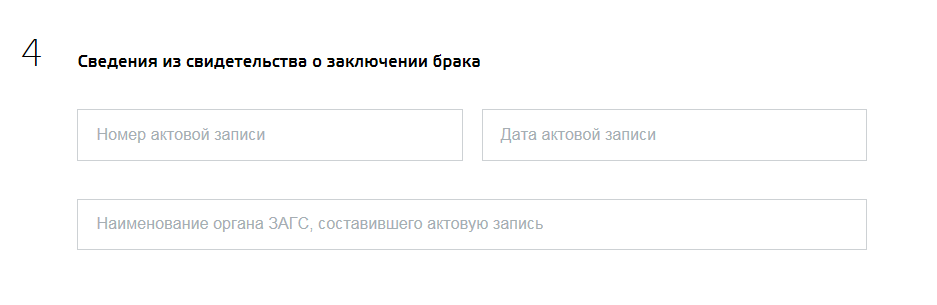 4
Сведения из свидетельства о заключении брака
Номер актовой записи
Дата актовой записи
Наименование органа ЗАГС, составившего актовую запись